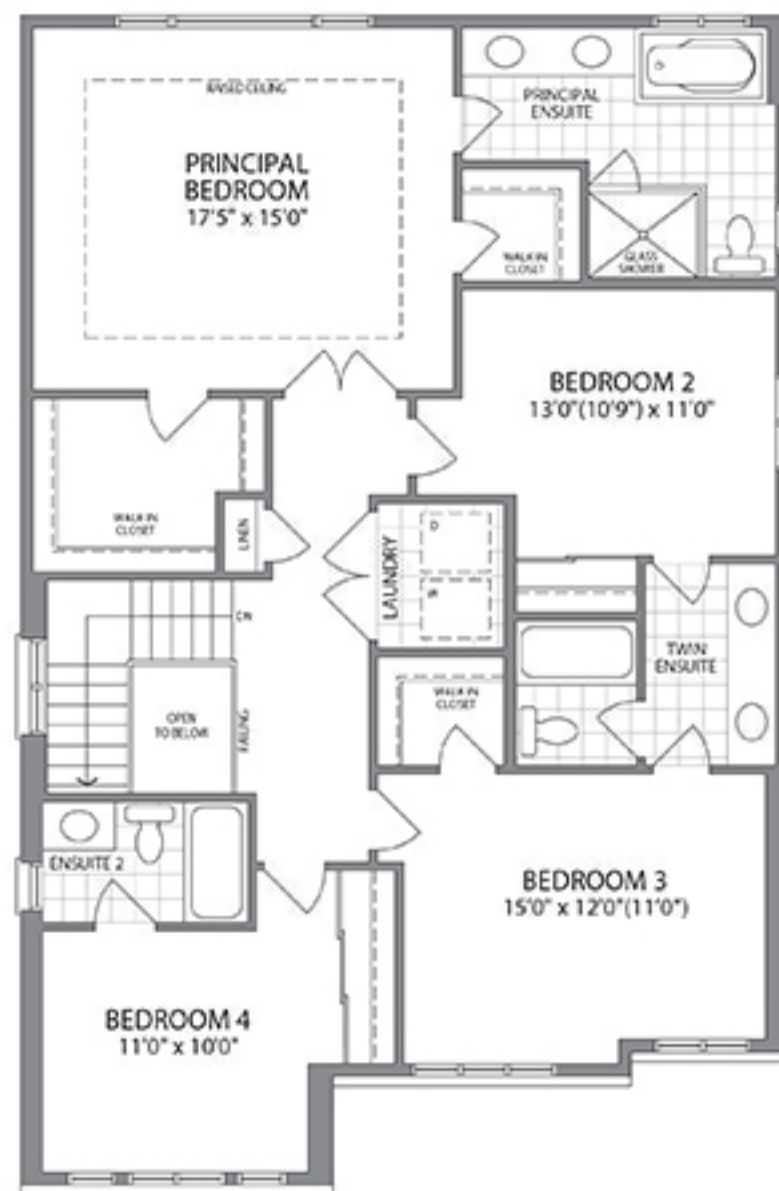 RAISED CEILING
PRINCIPAL
BEDROOM
17'5" x 15'0"
PRINCIPAL
ENSUITE
WALK IN
CLOSET
GLASS
SHOWER
BEDROOM 2
13'0"(10'9") x 11'0"
WALK IN
CLOSET
LINEN
LAUNDRY
D
W
DN
OPEN
TO BELOW
RAILING
WALK IN
CLOSET
TWIN
ENSUITE
ENSUITE 2
BEDROOM 3
15'0" x 12'0"(11'0")
BEDROOM 4
11'0" x 10'0"